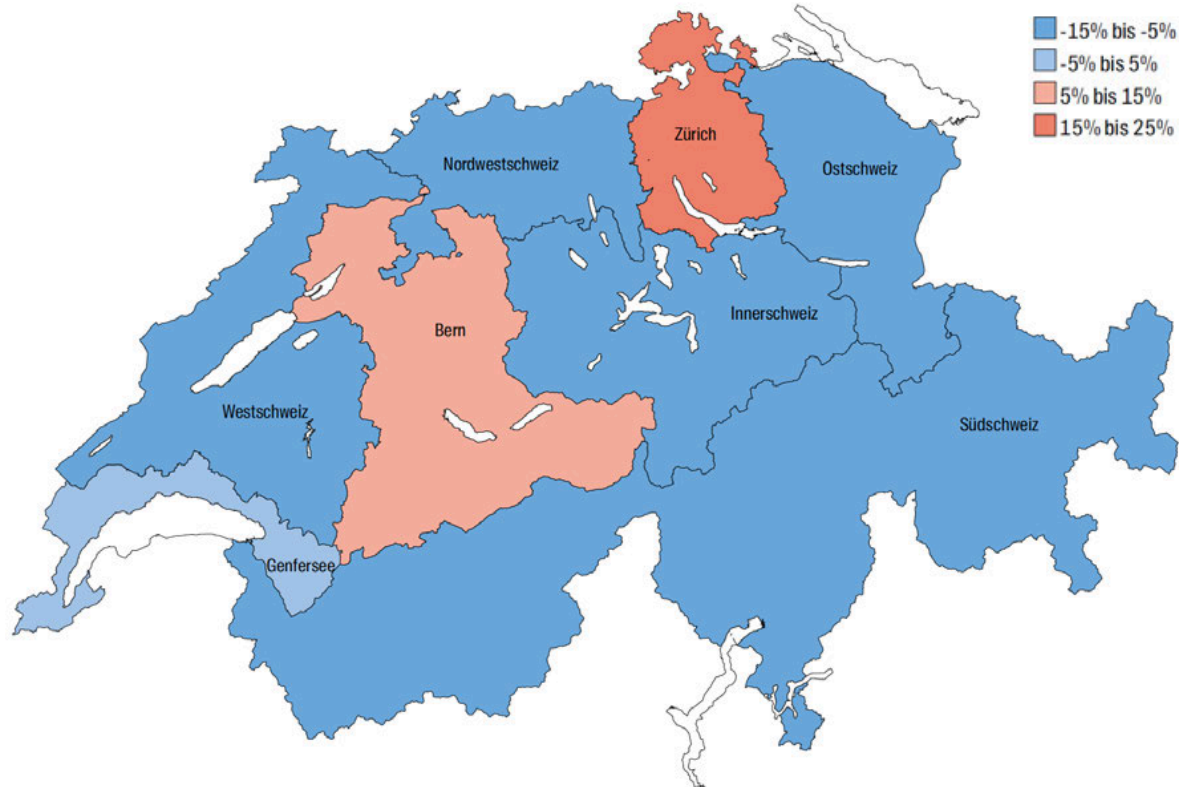 -15% bis -5%
-5% bis 5%
5% bis 15%
15% bis 25%
Zürich
Nordwestschweiz
Ostschweiz
Innerschweiz
Bern
Westschweiz
Südschweiz
Genfersee